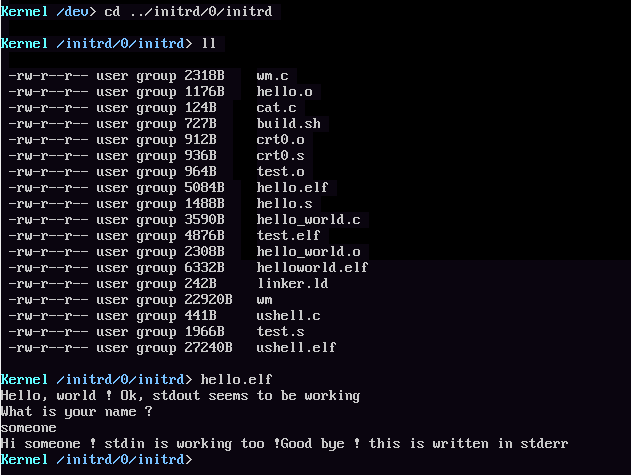 Kernel /dev> cd ../initrd/0/initrd
Kernel /initrd/0/initrd> ll
-rw-r--r-- user group 2318B wm.c
-rw-r--r-- user group 1176B hello.o
-rw-r--r-- user group 124B cat.c
-rw-r--r-- user group 727B build.sh
-rw-r--r-- user group 912B crt0.o
-rw-r--r-- user group 936B crt0.s
-rw-r--r-- user group 964B test.o
-rw-r--r-- user group 5084B hello.elf
-rw-r--r-- user group 1488B hello.s
-rw-r--r-- user group 3590B hello_world.c
-rw-r--r-- user group 4876B test.elf
-rw-r--r-- user group 2308B hello_world.o
-rw-r--r-- user group 6332B helloworld.elf
-rw-r--r-- user group 242B linker.ld
-rw-r--r-- user group 22920B wm
-rw-r--r-- user group 441B ushell.c
-rw-r--r-- user group 1966B test.s
-rw-r--r-- user group 27240B ushell.elf
Kernel /initrd/0/initrd> hello.elf
Hello, world ! Ok, stdout seems to be working
What is your name ?
someone
Hi someone ! stdin is working too !Good bye ! this is written in stderr
Kernel /initrd/0/initrd>